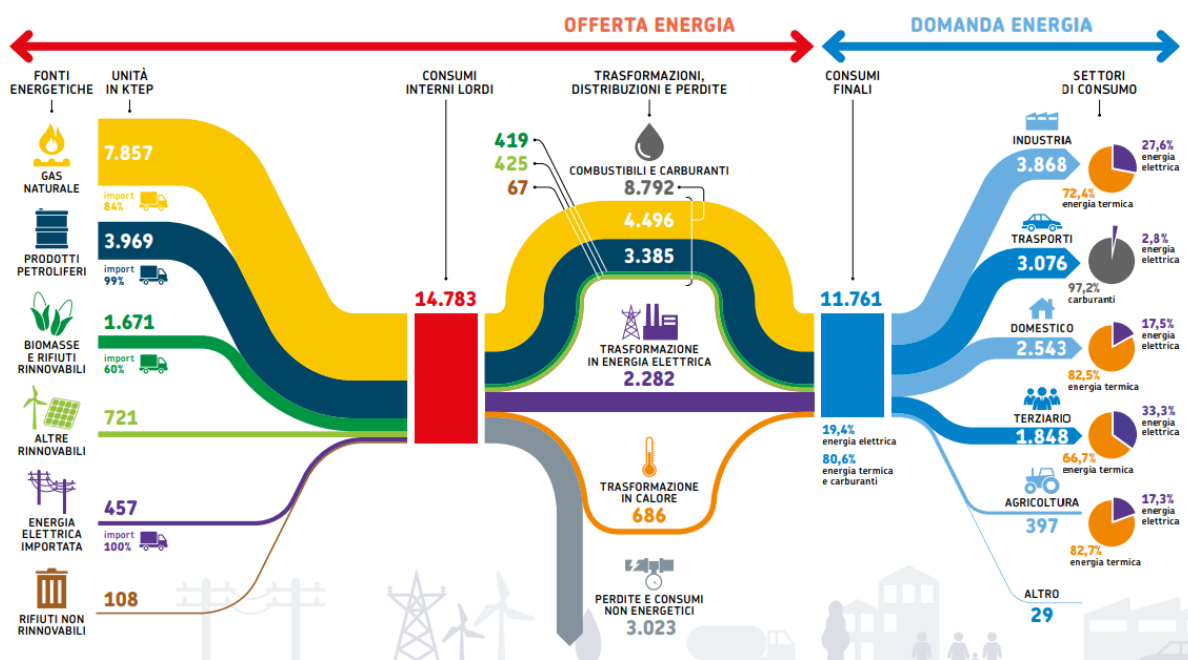 OFFERTA ENERGIA
DOMANDA ENERGIA
FONTI
ENERGETICHE
UNITÀ
IN KTEP
CONSUMI
INTERNI LORDI
TRASFORMAZIONI,
DISTRIBUZIONI E PERDITE
CONSUMI
FINALI
SETTORI
DI CONSUMO
GAS
NATURALE
7.857
import
84%
PRODOTTI
PETROLIFERI
3.969
import
99%
BIOMASSE
E RIFIUTI
RINNOVABILI
1.671
import
60%
ALTRE
RINNOVABILI
721
ENERGIA
ELETTRICA
IMPORTATA
457
import
100%
RIFIUTI NON
RINNOVABILI
108
14.783
419
425
67
COMBUSTIBILI E CARBURANTI
8.792
4.496
3.385
TRASFORMAZIONE
IN ENERGIA ELETTRICA
2.282
TRASFORMAZIONE
IN CALORE
686
PERDITE E CONSUMI
NON ENERGETICI
3.023
11.761
19,4%
energia elettrica
80,6%
energia termica
e carburanti
INDUSTRIA
3.868
27,6%
energia
elettrica
72,4%
energia termica
TRASPORTI
3.076
2,8%
energia
elettrica
97,2%
carburanti
DOMESTICO
2.543
17,5%
energia
elettrica
82,5%
energia termica
TERZIARIO
1.848
33,3%
energia
elettrica
66,7%
energia termica
AGRICOLTURA
397
17,3%
energia
elettrica
82,7%
energia termica
ALTRO
29